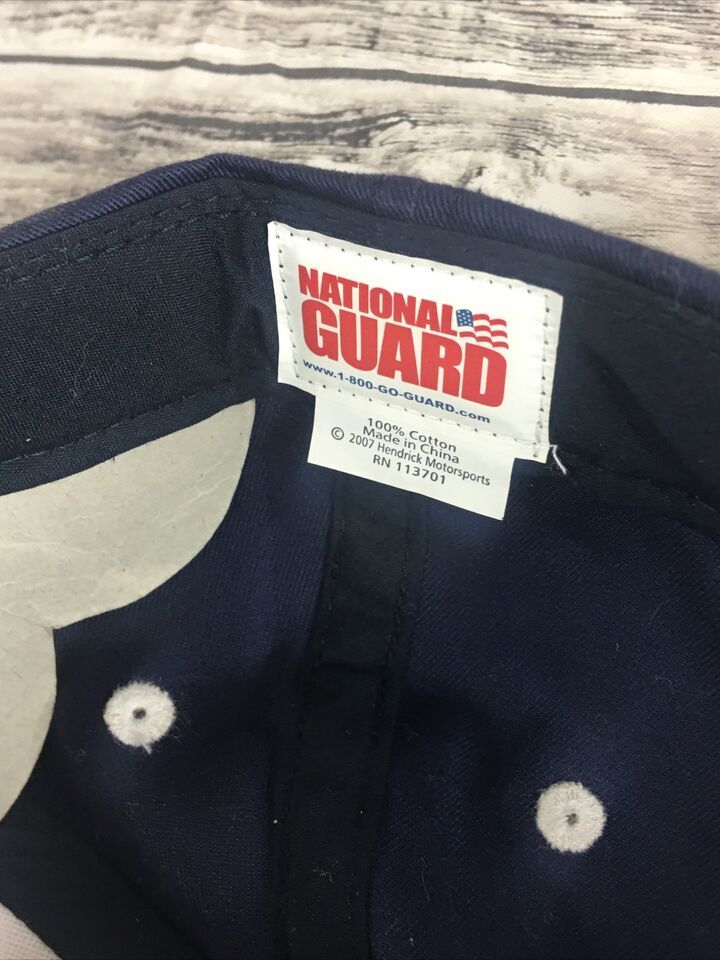 NATIONAL
GUARD
www.1-800-GO-GUARD.com
100% Cotton
Made in China
© 2007 Hendrick Motorsports
RN 113701